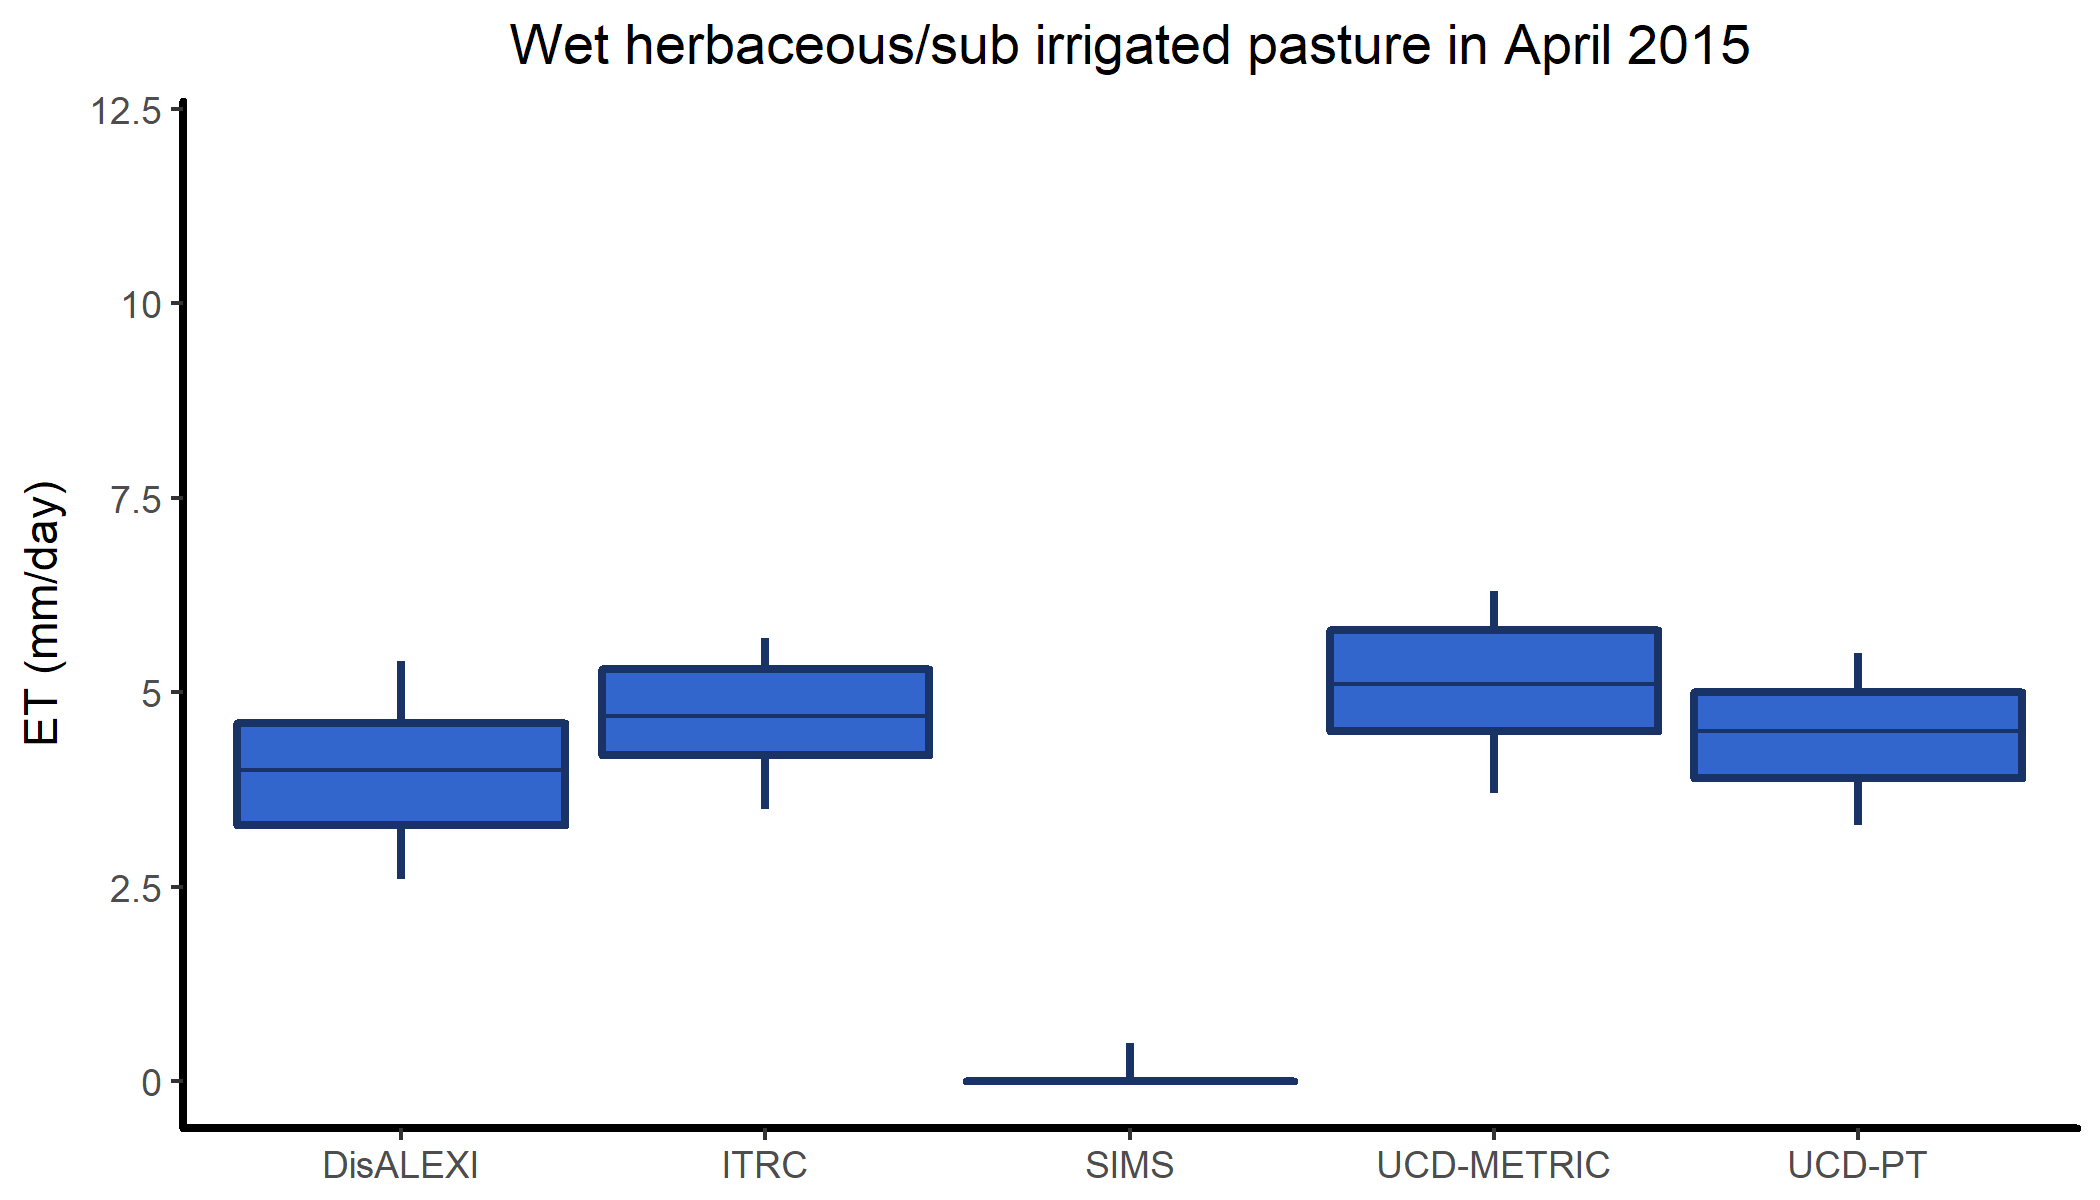 Wet herbaceous/sub irrigated pasture in April 2015
12.5
10
7.5
5
2.5
0
ET (mm/day)
DisALEXI ITRC SIMS UCD-METRIC UCD-PT